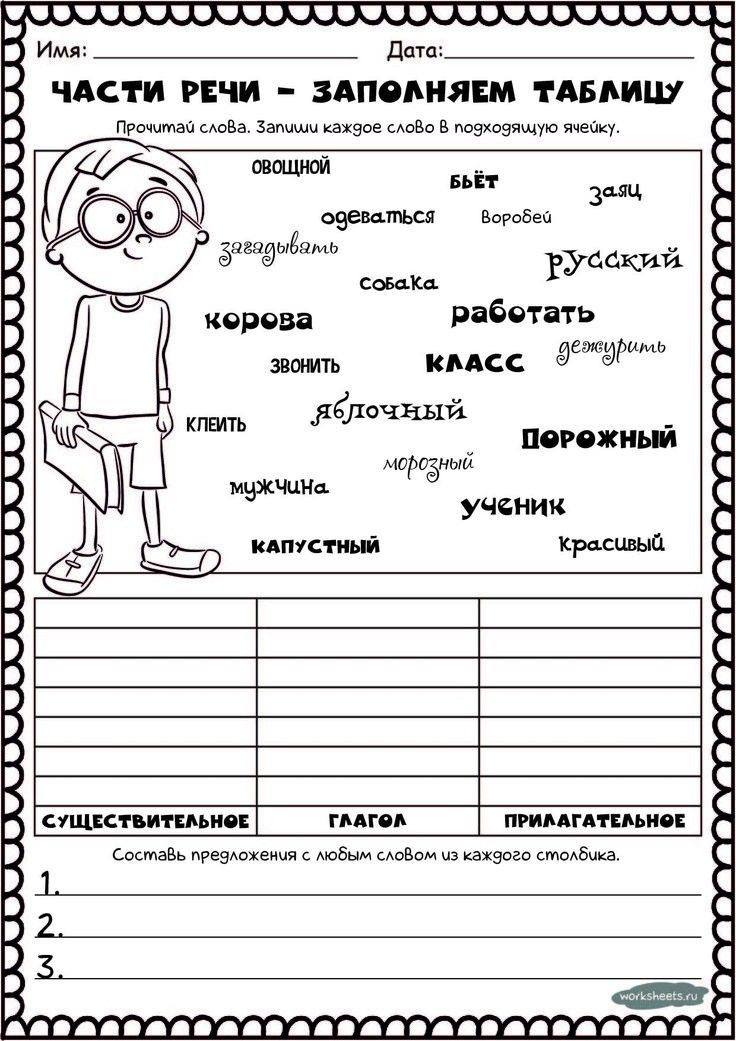 Имя: Дата:
ЧАСТИ РЕЧИ - ЗАПОЛНЯЕМ ТАБЛИЦУ
Прочитай слова. Запиши каждое слово в подходящую ячейку.
ОВОЩНОЙ
БЬЁТ
заяц
одеваться
воробей
загадывать
русский
собака
корова
работать
дежурить
ЗВОНИТЬ
КЛАСС
яблочный
КЛЕИТЬ
ПОРОЖНЫЙ
морозный
мужчина
ученик
КАПУСТНЫЙ
красивый
СУЩЕСТВИТЕЛЬНОЕ ГЛАГОЛ ПРИЛАГАТЕЛЬНОЕ
Составь предложения с любым словом из каждого столбика.
1.
2.
3.
worksheets.ru